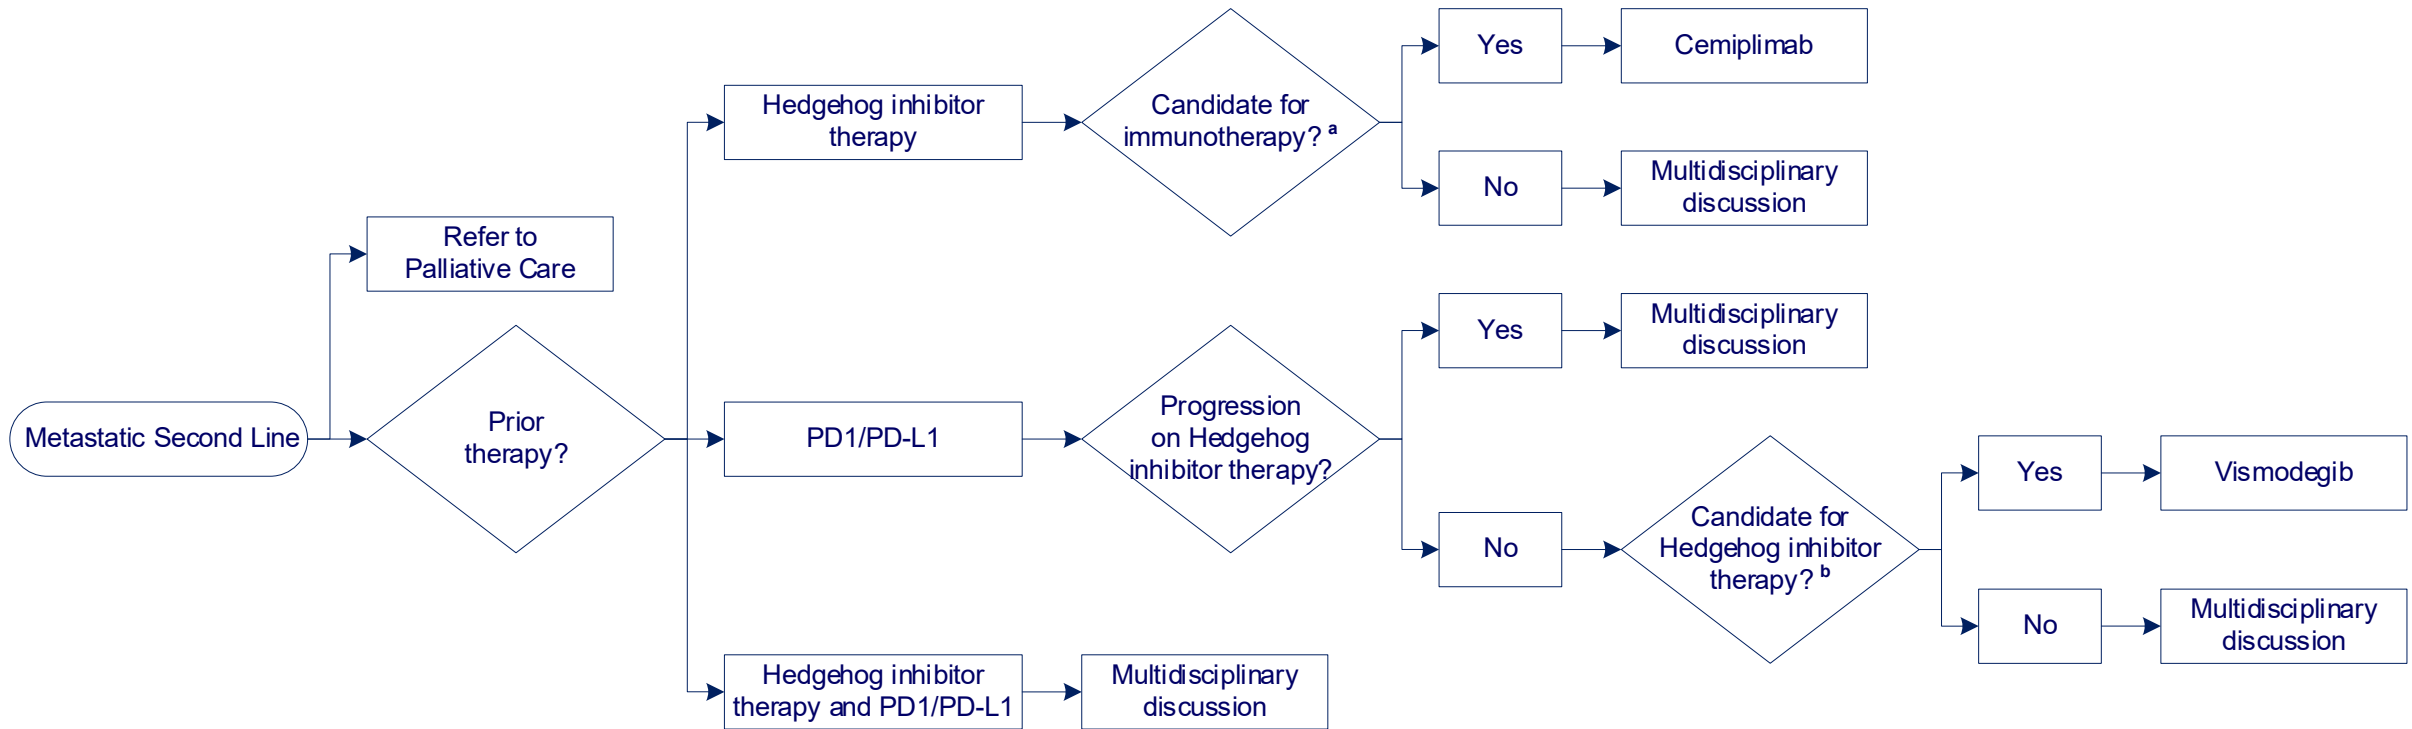 Metastatic Second Line
Refer to
Palliative Care
Prior
therapy?
Hedgehog inhibitor
therapy
Candidate for
immunotherapy? a
Yes
Cemiplimab
No
Multidisciplinary
discussion
PD1/PD-L1
Progression
on Hedgehog
inhibitor therapy?
Yes
Multidisciplinary
discussion
No
Candidate for
Hedgehog inhibitor
therapy? b
Yes
Vismodegib
No
Multidisciplinary
discussion
Hedgehog inhibitor
therapy and PD1/PD-L1
Multidisciplinary
discussion